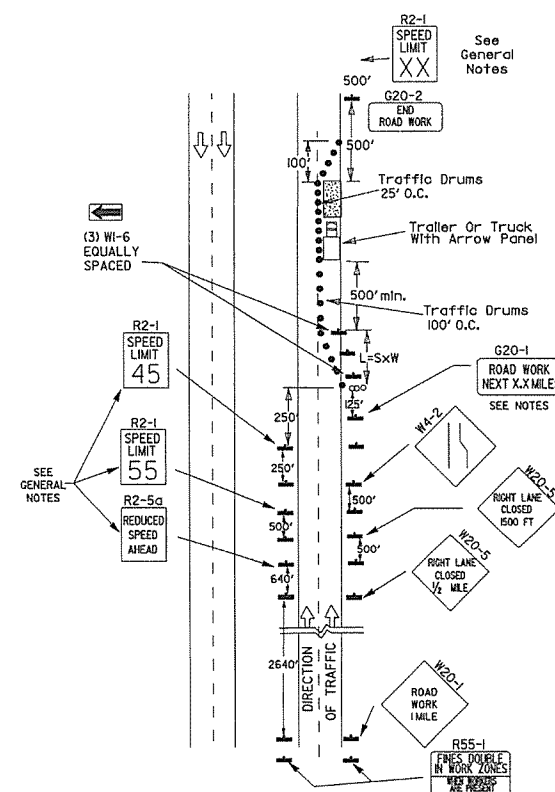 R2-1
SPEED
LIMIT
XX
See
General
Notes
500'
G20-2
END
ROAD WORK
500'
100'
Traffic Drums
25' O.C.
Trailer Or Truck
With Arrow Panel
(3) W1-6
EQUALLY
SPACED
500' min.
Traffic Drums
100' O.C.
R2-1
SPEED
LIMIT
45
L=SxW
G20-1
ROAD WORK
NEXT X.X MILE
SEE NOTES
125'
250'
250'
W4-2
R2-1
SPEED
LIMIT
55
SEE
GENERAL
NOTES
500'
500'
W20-5
RIGHT LANE
CLOSED
1500 FT
R2-5a
REDUCED
SPEED
AHEAD
500'
640'
W20-5
RIGHT LANE
CLOSED
1/2 MILE
2640'
DIRECTION
OF TRAFFIC
W20-1
ROAD
WORK
1 MILE
R55-1
FINES DOUBLE
IN WORK ZONES
WHEN WORKERS
ARE PRESENT